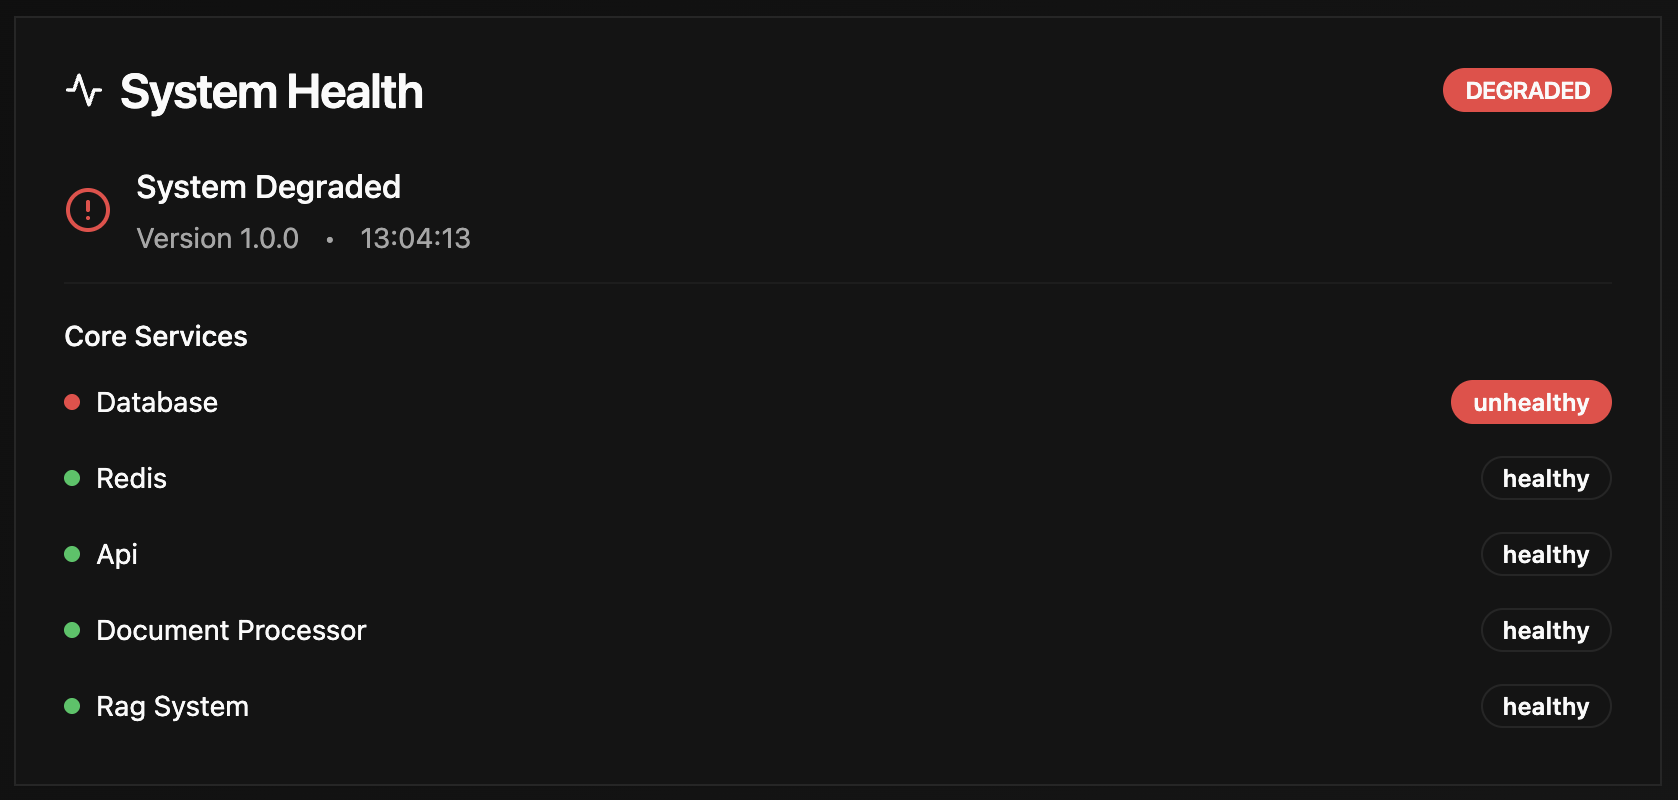 System Health
DEGRADED
System Degraded
Version 1.0.0 • 13:04:13
Core Services
Database unhealthy
Redis healthy
Api healthy
Document Processor healthy
Rag System healthy